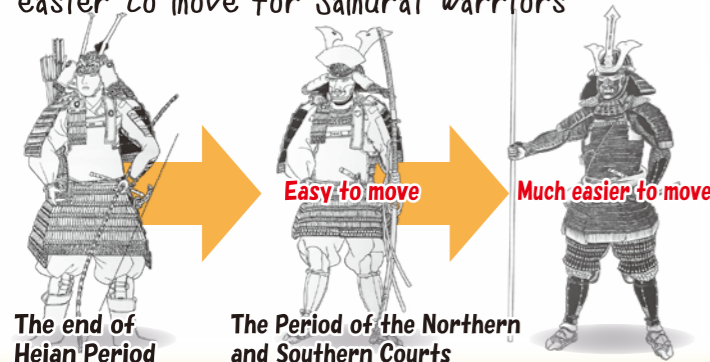 easier to move for Samurai warriors
Easy to move
Much easier to move
The end of
Heian Period
The Period of the Northern
and Southern Courts